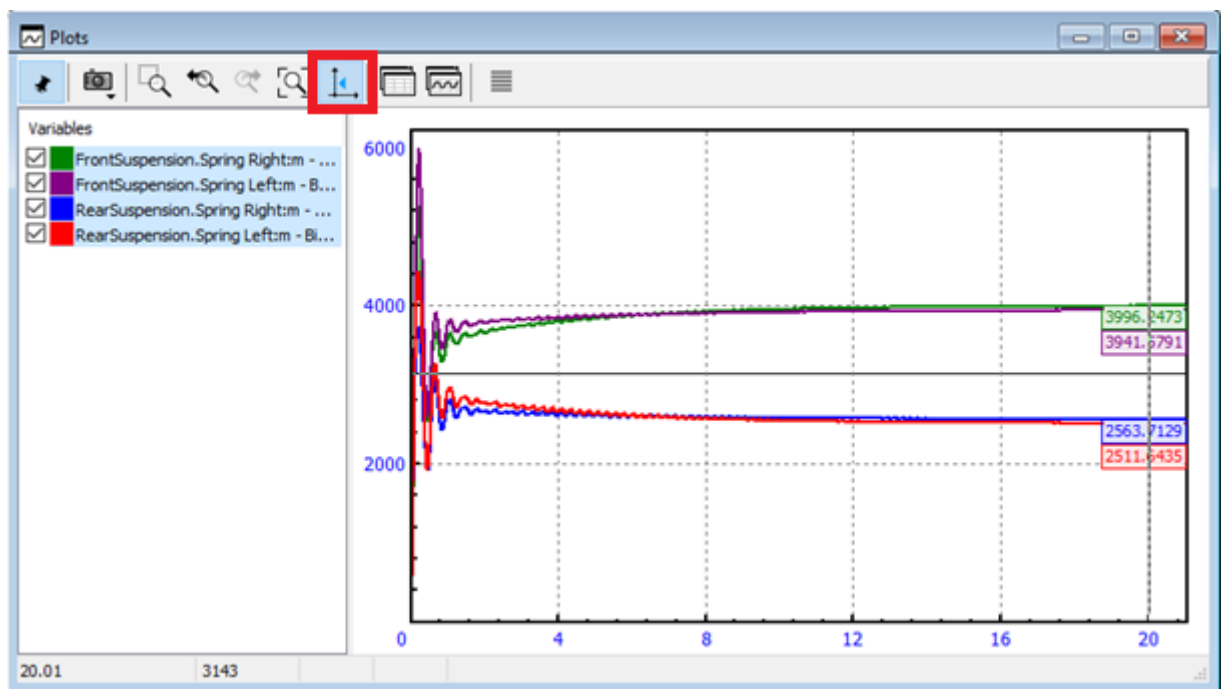 Plots
Variables
FrontSuspension.Spring Right:m - ...
FrontSuspension.Spring Left:m - B...
RearSuspension.Spring Right:m - ...
RearSuspension.Spring Left:m - Bi...
6000
4000
2000
3996.2473
3941.6791
2563.7129
2511.6435
0 4 8 12 16 20
20.01 3143